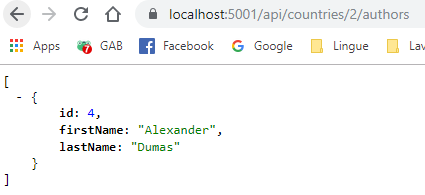 localhost:5001/api/countries/2/authors
Apps GAB Facebook Google Lingue Lav
[
- {
id: 4,
firstName: "Alexander",
lastName: "Dumas"
}
]